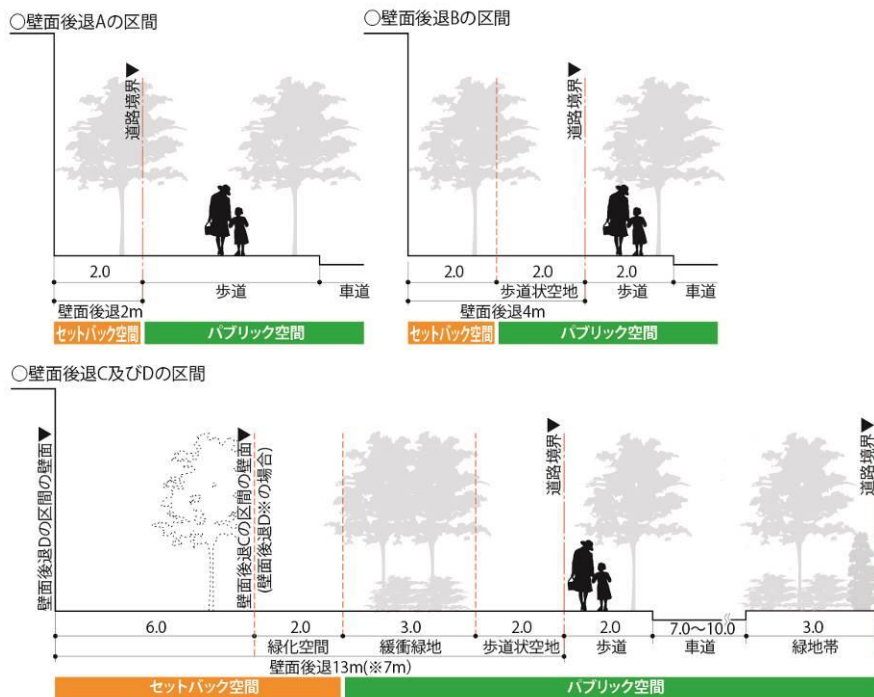 ○壁面後退Aの区間
▶道路境界
2.0
歩道
車道
壁面後退2m
セットバック空間
パブリック空間
○壁面後退Bの区間
▶道路境界
2.0
2.0
2.0
歩道状空地
歩道
車道
壁面後退4m
セットバック空間
パブリック空間
○壁面後退C及びDの区間
壁面後退Dの区間の壁面▶
壁面後退Cの区間の壁面▶
(壁面後退D※の場合)
道路境界▶
道路境界▶
6.0
2.0
3.0
2.0
2.0
7.0～10.0
3.0
緑化空間
緩衝緑地
歩道状空地
歩道
車道
緑地帯
壁面後退13m(※7m)
セットバック空間
パブリック空間